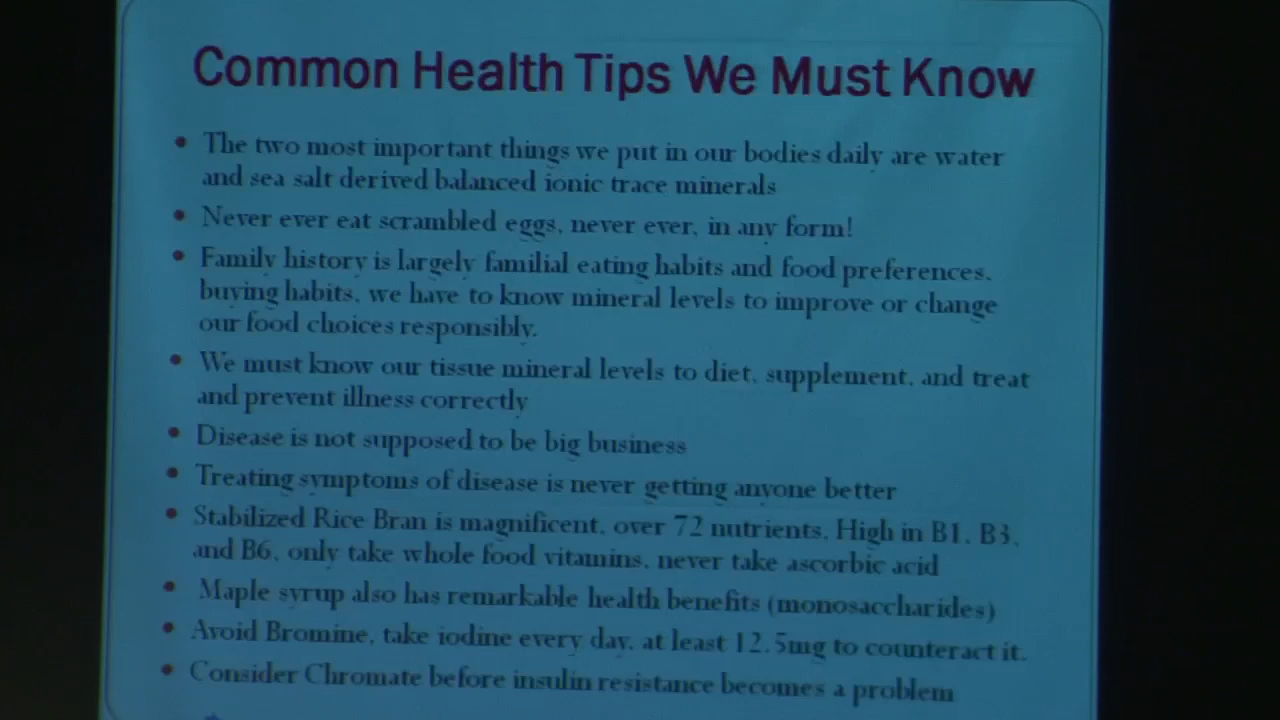 Common Health Tips We Must Know
• The two most important things we put in our bodies daily are water
and sea salt derived balanced ionic trace minerals
• Never ever eat scrambled eggs, never ever, in any form!
• Family history is largely familial eating habits and food preferences,
buying habits, we have to know mineral levels to improve or change
our food choices responsibly.
• We must know our tissue mineral levels to diet, supplement, and treat
and prevent illness correctly
• Disease is not supposed to be big business
• Treating symptoms of disease is never getting anyone better
• Stabilized Rice Bran is magnificent, over 72 nutrients, High in B1, B3,
and B6, only take whole food vitamins, never take ascorbic acid
• Maple syrup also has remarkable health benefits (monosaccharides)
• Avoid Bromine, take iodine every day, at least 12.5mg to counteract it.
• Consider Chromate before insulin resistance becomes a problem